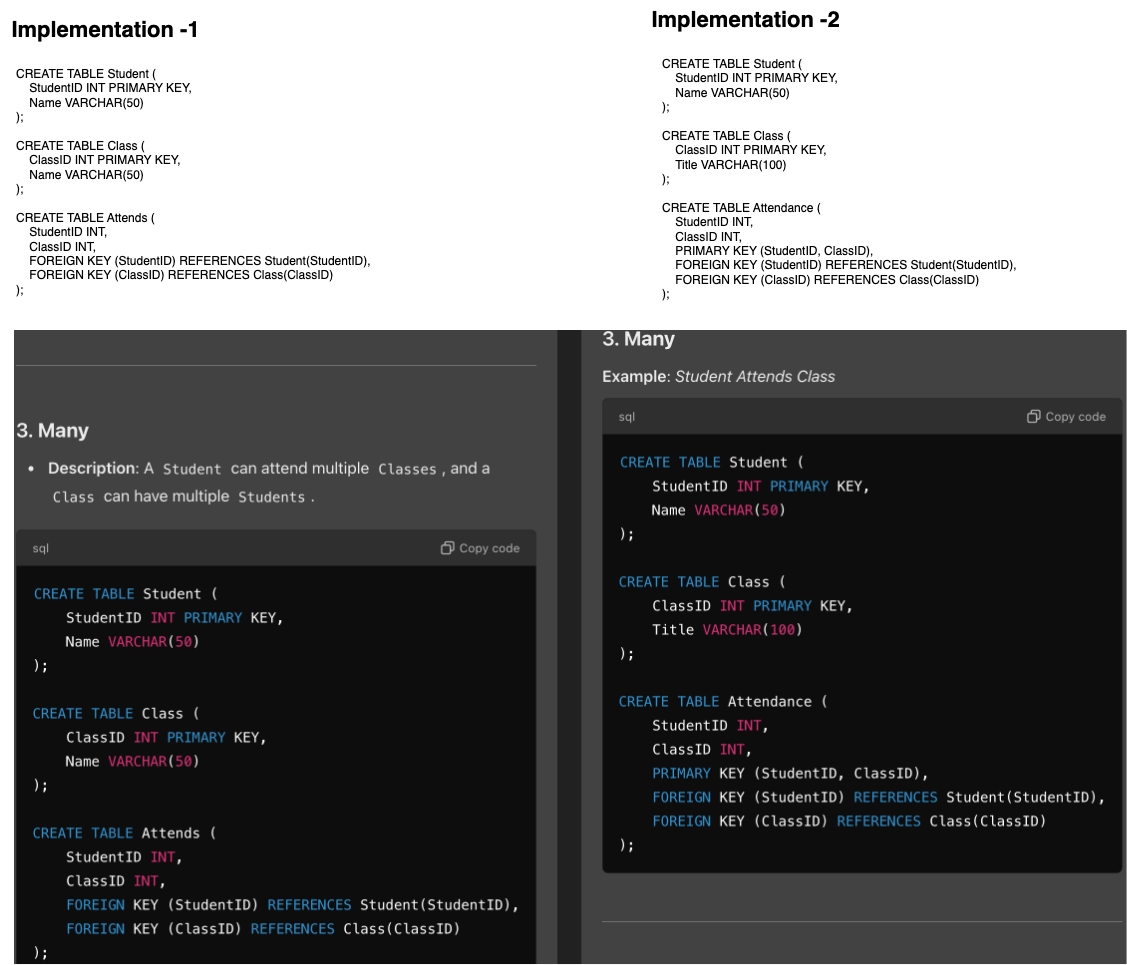 Implementation -1
CREATE TABLE Student (
StudentID INT PRIMARY KEY,
Name VARCHAR(50)
);
CREATE TABLE Class (
ClassID INT PRIMARY KEY,
Name VARCHAR(50)
);
CREATE TABLE Attends (
StudentID INT,
ClassID INT,
FOREIGN KEY (StudentID) REFERENCES Student(StudentID),
FOREIGN KEY (ClassID) REFERENCES Class(ClassID)
);
Implementation -2
CREATE TABLE Student (
StudentID INT PRIMARY KEY,
Name VARCHAR(50)
);
CREATE TABLE Class (
ClassID INT PRIMARY KEY,
Title VARCHAR(100)
);
CREATE TABLE Attendance (
StudentID INT,
ClassID INT,
PRIMARY KEY (StudentID, ClassID),
FOREIGN KEY (StudentID) REFERENCES Student(StudentID),
FOREIGN KEY (ClassID) REFERENCES Class(ClassID)
);
3. Many
• Description: A Student can attend multiple Classes, and a
Class can have multiple Students.
sql
Copy code
CREATE TABLE Student (
StudentID INT PRIMARY KEY,
Name VARCHAR(50)
);
CREATE TABLE Class (
ClassID INT PRIMARY KEY,
Name VARCHAR(50)
);
CREATE TABLE Attends (
StudentID INT,
ClassID INT,
FOREIGN KEY (StudentID) REFERENCES Student(StudentID),
FOREIGN KEY (ClassID) REFERENCES Class(ClassID)
);
3. Many
Example: Student Attends Class
sql
Copy code
CREATE TABLE Student (
StudentID INT PRIMARY KEY,
Name VARCHAR(50)
);
CREATE TABLE Class (
ClassID INT PRIMARY KEY,
Title VARCHAR(100)
);
CREATE TABLE Attendance (
StudentID INT,
ClassID INT,
PRIMARY KEY (StudentID, ClassID),
FOREIGN KEY (StudentID) REFERENCES Student(StudentID),
FOREIGN KEY (ClassID) REFERENCES Class(ClassID)
);